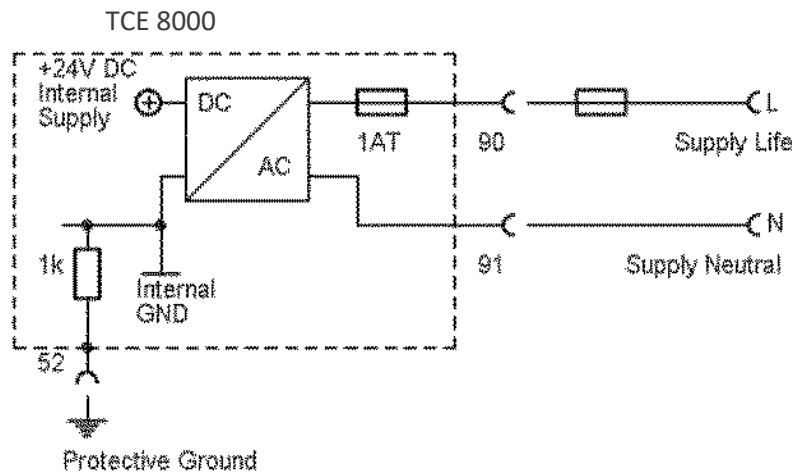 TCE 8000
+24V DC
Internal
Supply
DC
AC
1AT
90
L
Supply Life
N
91
Supply Neutral
1k
Internal
GND
52
Protective Ground